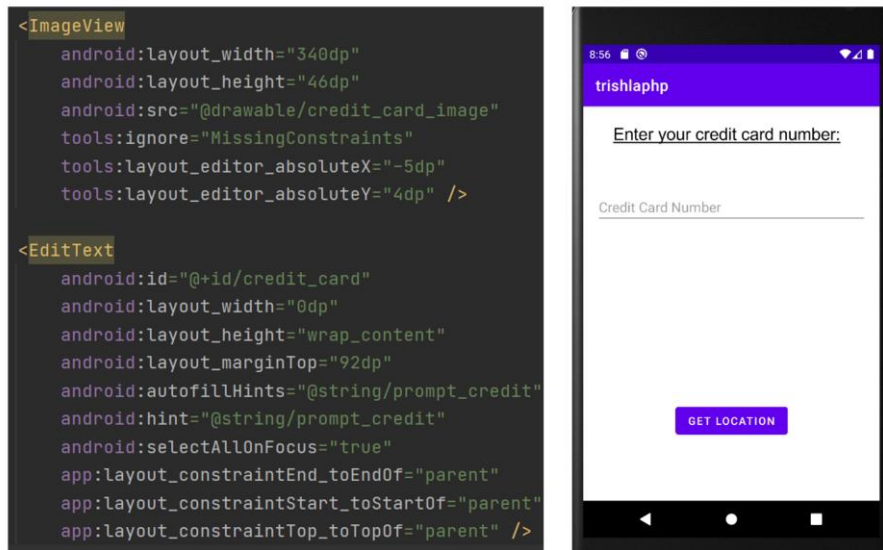 <ImageView
android:layout_width="340dp"
android:layout_height="46dp"
android:src="@drawable/credit_card_image"
tools:ignore="MissingConstraints"
tools:layout_editor_absoluteX="-5dp"
tools:layout_editor_absoluteY="4dp" />
<EditText
android:id="@+id/credit_card"
android:layout_width="0dp"
android:layout_height="wrap_content"
android:layout_marginTop="92dp"
android:autofillHints="@string/prompt_credit"
android:hint="@string/prompt_credit"
android:selectAllOnFocus="true"
app:layout_constraintEnd_toEndOf="parent"
app:layout_constraintStart_toStartOf="parent"
app:layout_constraintTop_toTopOf="parent" />
8:56
trishlaphp
Enter your credit card number:
Credit Card Number
GET LOCATION